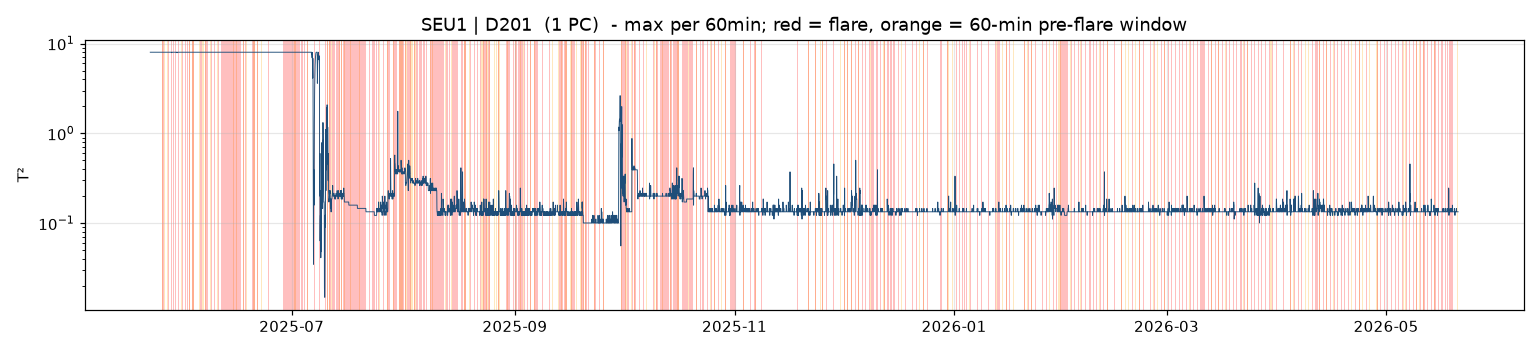 SEU1 | D201  (1 PC)  - max per 60min; red = flare, orange = 60-min pre-flare window
10¹
10⁰
10⁻¹
T²
2025-07 2025-09 2025-11 2026-01 2026-03 2026-05